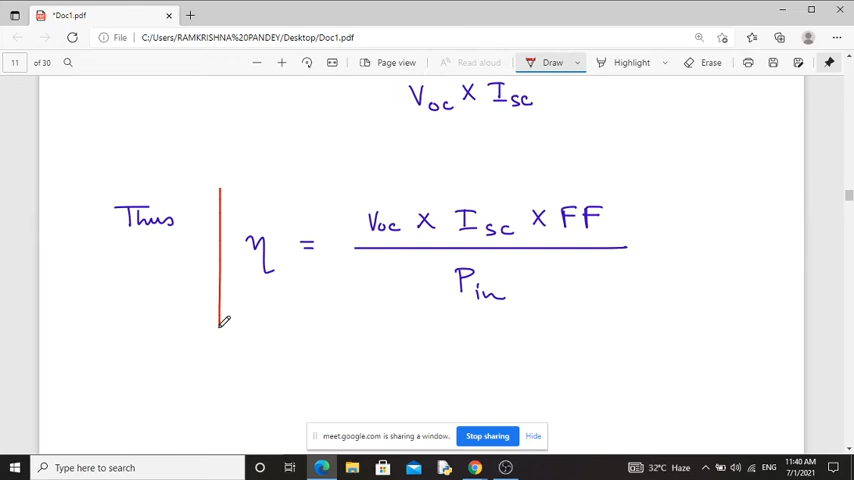 *Doc1.pdf
File C:/Users/RAMKRISHNA%20PANDEY/Desktop/Doc1.pdf
11 of 30 Page view Read aloud Draw Highlight Erase
Voc X Isc
Thus η = Voc X Isc X FF
Pin
meet.google.com is sharing a window. Stop sharing Hide
Type here to search 32°C Haze ENG 11:40 AM
7/1/2021